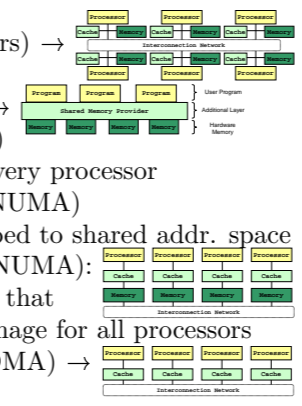 Processor Processor Processor
rs) →
Cache Memory Cache Memory Cache Memory
Interconnection Network
Cache Memory Cache Memory Cache Memory
Processor Processor Processor
Program Program Program User Program
→ Shared Memory Provider Additional Layer
) Memory Memory Memory Memory Hardware Memory
very processor
NUMA)
ped to shared addr. space
NUMA): Processor Processor Processor Processor
Cache Cache Cache Cache
that Memory Memory Memory Memory
Interconnection Network
mage for all processors
OMA) → Processor Processor Processor Processor
Cache Cache Cache Cache
Interconnection Network